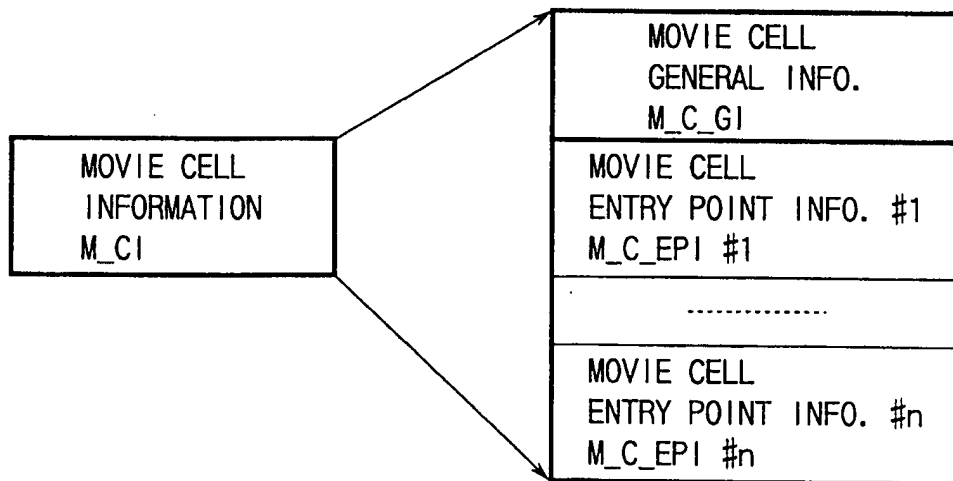 MOVIE CELL
INFORMATION
M_CI
MOVIE CELL
GENERAL INFO.
M_C_GI
MOVIE CELL
ENTRY POINT INFO. #1
M_C_EPI #1
MOVIE CELL
ENTRY POINT INFO. #n
M_C_EPI #n